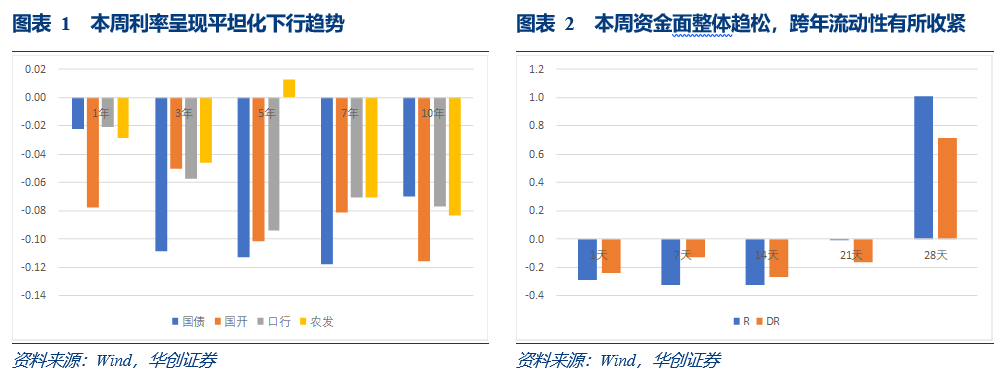 图表 1 本周利率呈现平坦化下行趋势
0.02
0.00
-0.02
-0.04
-0.06
-0.08
-0.10
-0.12
-0.14
1年 3年 5年 7年 10年
国债 国开 口行 农发
资料来源：Wind，华创证券
图表 2 本周资金面整体趋松，跨年流动性有所收紧
1.2
1.0
0.8
0.6
0.4
0.2
0.0
-0.2
-0.4
1天 7天 14天 21天 28天
R DR
资料来源：Wind，华创证券